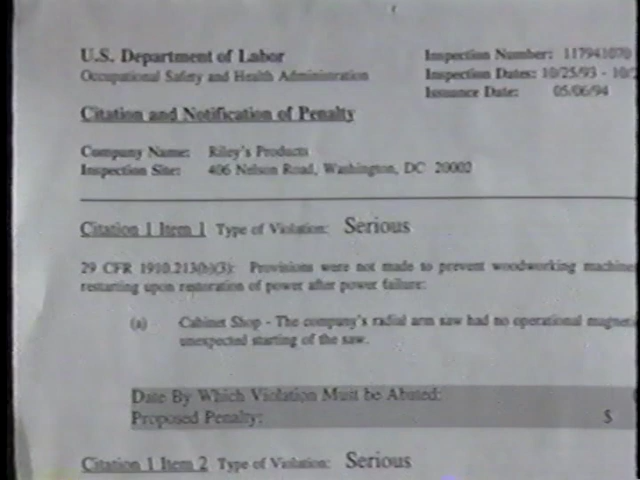 U.S. Department of Labor
Occupational Safety and Health Administration
Inspection Number: 117941070
Inspection Dates: 10/25/93 - 10/
Issuance Date: 05/06/94
Citation and Notification of Penalty
Company Name: Riley's Products
Inspection Site: 406 Nelson Road, Washington, DC 20002
Citation 1 Item 1 Type of Violation: Serious
29 CFR 1910.213(b)(3): Provisions were not made to prevent woodworking machine
restarting upon restoration of power after power failure:
(a) Cabinet Shop - The company's radial arm saw had no operational magnet
unexpected starting of the saw.
Date By Which Violation Must be Abated:
Proposed Penalty: $
Citation 1 Item 2 Type of Violation: Serious